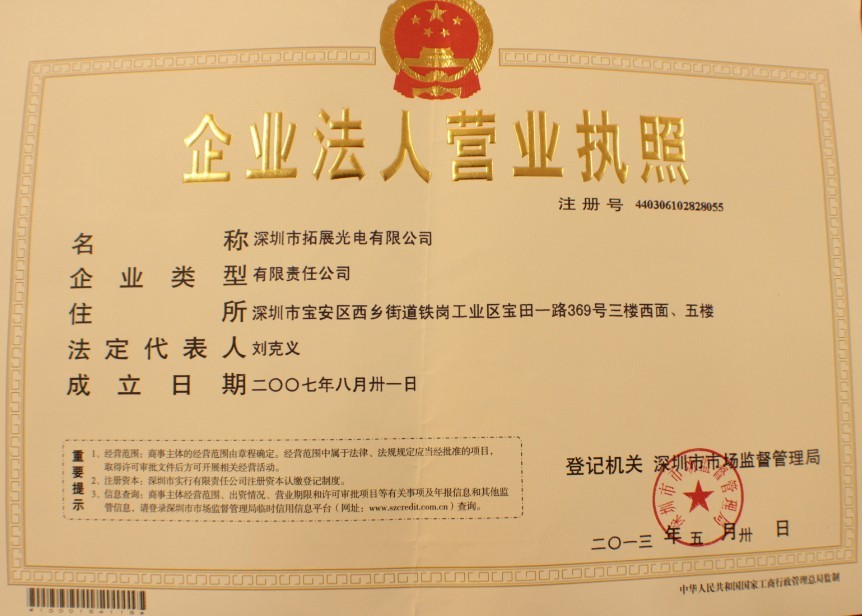 企业法人营业执照
注册号 440306102828055
名称 深圳市拓展光电有限公司
企业类型 有限责任公司
住所 深圳市宝安区西乡街道铁岗工业区宝田一路369号三楼西面、五楼
法定代表人 刘克义
成立日期 二〇〇七年八月卅一日
重要提示
1、经营范围:商事主体的经营范围由章程确定。经营范围中属于法律、法规规定应当经批准的项目,
取得许可审批文件后方可开展相关经营活动。
2、注册资本:深圳市实行有限责任公司注册资本认缴登记制度。
3、信息查询:商事主体经营范围、出资情况、营业期限和许可审批项目等有关事项及年报信息和其他监
管信息,请登录深圳市市场监督管理局临时信用信息平台(网址:www.szcredit.com.cn)查询。
登记机关 深圳市市场监督管理局
深圳市市场监督管理局
二〇一三年五月卅日
中华人民共和国国家工商行政管理总局监制